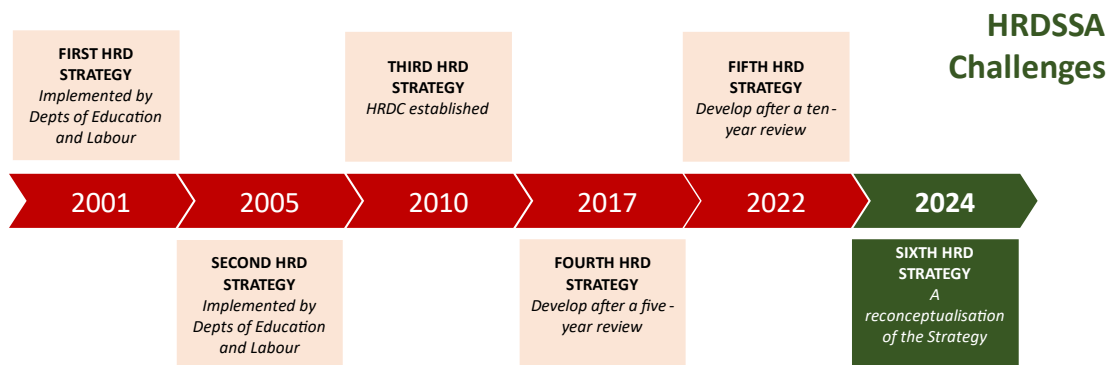 HRDSSA
Challenges
FIRST HRD
STRATEGY
Implemented by
Depts of Education
and Labour
THIRD HRD
STRATEGY
HRDC established
FIFTH HRD
STRATEGY
Develop after a ten-
year review
2001
2005
2010
2017
2022
2024
SECOND HRD
STRATEGY
Implemented by
Depts of Education
and Labour
FOURTH HRD
STRATEGY
Develop after a five-
year review
SIXTH HRD
STRATEGY
A
reconceptualisation
of the Strategy